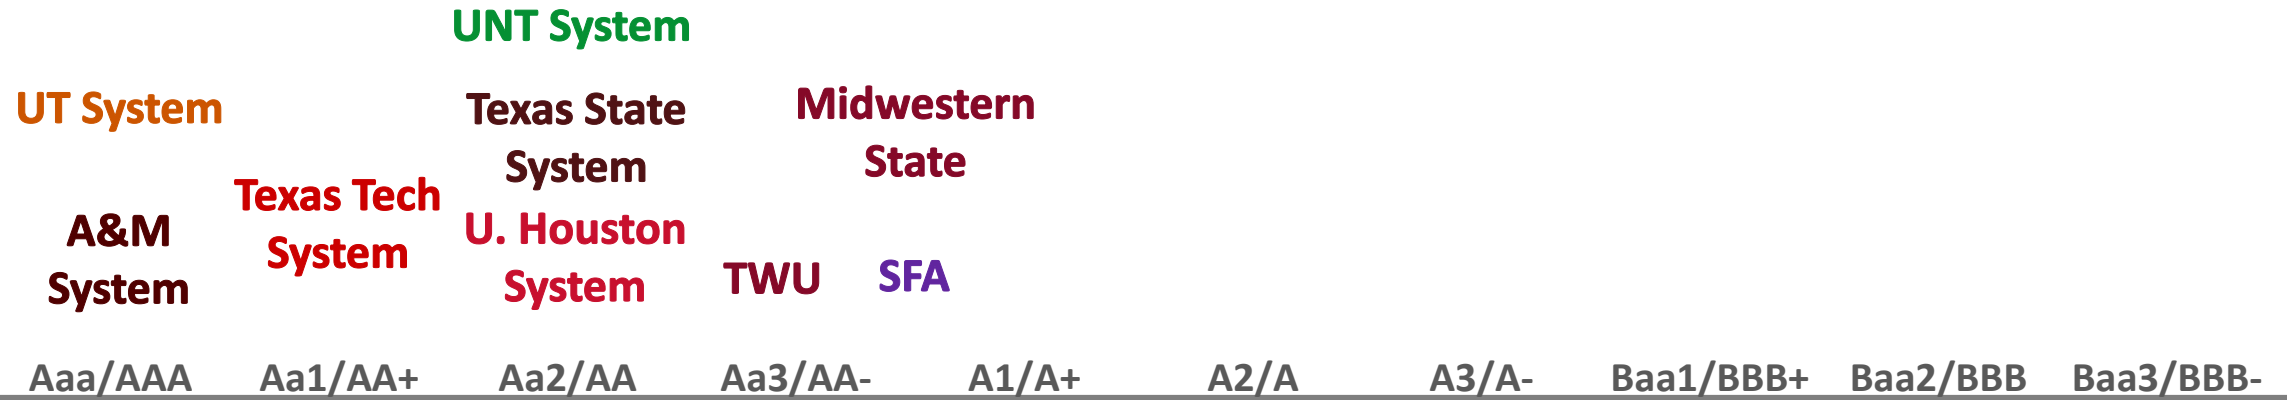 UNT System
UT System
Texas State
System
Midwestern
State
A&M
System
Texas Tech
System
U. Houston
System
TWU
SFA
Aaa/AAA
Aa1/AA+
Aa2/AA
Aa3/AA-
A1/A+
A2/A
A3/A-
Baa1/BBB+
Baa2/BBB
Baa3/BBB-